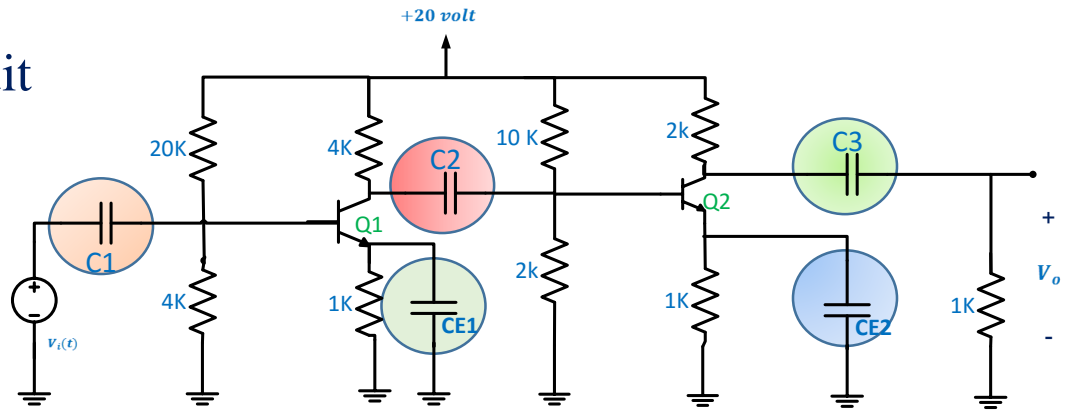 +20 volt
it
20K
4K
C2
10 K
2k
C3
Q1
Q2
C1
+
4K
1K
CE1
2k
1K
CE2
1K
Vo
-
+
-
Vi(t)